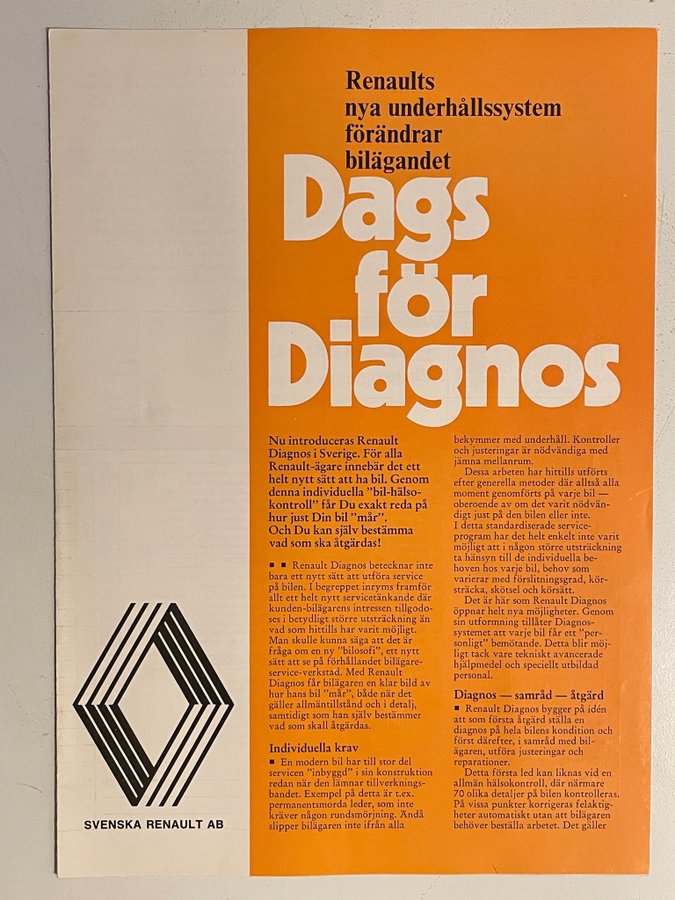 Renaults
nya underhållssystem
förändrar
bilägandet
Dags
för
Diagnos
Nu introduceras Renault
Diagnos i Sverige. För alla
Renault-ägare innebär det ett
helt nytt sätt att ha bil. Genom
denna individuella ”bil-hälso-
kontroll” får Du exakt reda på
hur just Din bil ”mår”.
Och Du kan själv bestämma
vad som ska åtgärdas!
▪ ▪ Renault Diagnos betecknar inte
bara ett nytt sätt att utföra service
på bilen. I begreppet inryms framför
allt ett helt nytt servicetänkande där
kunden-bilägarens intressen tillgodo-
ses i betydligt större utsträckning än
vad som hittills har varit möjligt.
Man skulle kunna säga att det är
fråga om en ny ”bilosofi”, ett nytt
sätt att se på förhållandet bilägare-
service-verkstad. Med Renault
Diagnos får bilägaren en klar bild av
hur hans bil ”mår”, både när det
gäller allmäntillstånd och i detalj,
samtidigt som han själv bestämmer
vad som skall åtgärdas.
Individuella krav
▪ En modern bil har till stor del
servicen ”inbyggd” i sin konstruktion
redan när den lämnar tillverknings-
bandet. Exempel på detta är t.ex.
permanentsmorda leder, som inte
kräver någon rundsmörjning. Ändå
slipper bilägaren inte ifrån alla
bekymmer med underhåll. Kontroller
och justeringar är nödvändiga med
jämna mellanrum.
Dessa arbeten har hittills utförts
efter generella metoder där alltså alla
moment genomförts på varje bil —
oberoende av om det varit nödvän-
digt just på den bilen eller inte.
I detta standardiserade service-
program har det helt enkelt inte varit
möjligt att i någon större utsträckning
ta hänsyn till de individuella be-
hoven hos varje bil, behov som
varierar med förslitningsgrad, kör-
sträcka, skötsel och körsätt.
Det är här som Renault Diagnos
öppnar helt nya möjligheter. Genom
sin utformning tillåter Diagnos-
systemet att varje bil får ett ”per-
sonligt” bemötande. Detta blir möj-
ligt tack vare tekniskt avancerade
hjälpmedel och speciellt utbildad
personal.
Diagnos — samråd — åtgärd
▪ Renault Diagnos bygger på idén
att som första åtgärd ställa en
diagnos på hela bilens kondition och
först därefter, i samråd med bil-
ägaren, utföra justeringar och
reparationer.
Detta första led kan liknas vid en
allmän hälsokontroll, där närmare
70 olika detaljer på bilen kontrolleras.
På vissa punkter korrigeras felaktig-
heter automatiskt utan att bilägaren
behöver beställa arbetet. Det gäller
SVENSKA RENAULT AB